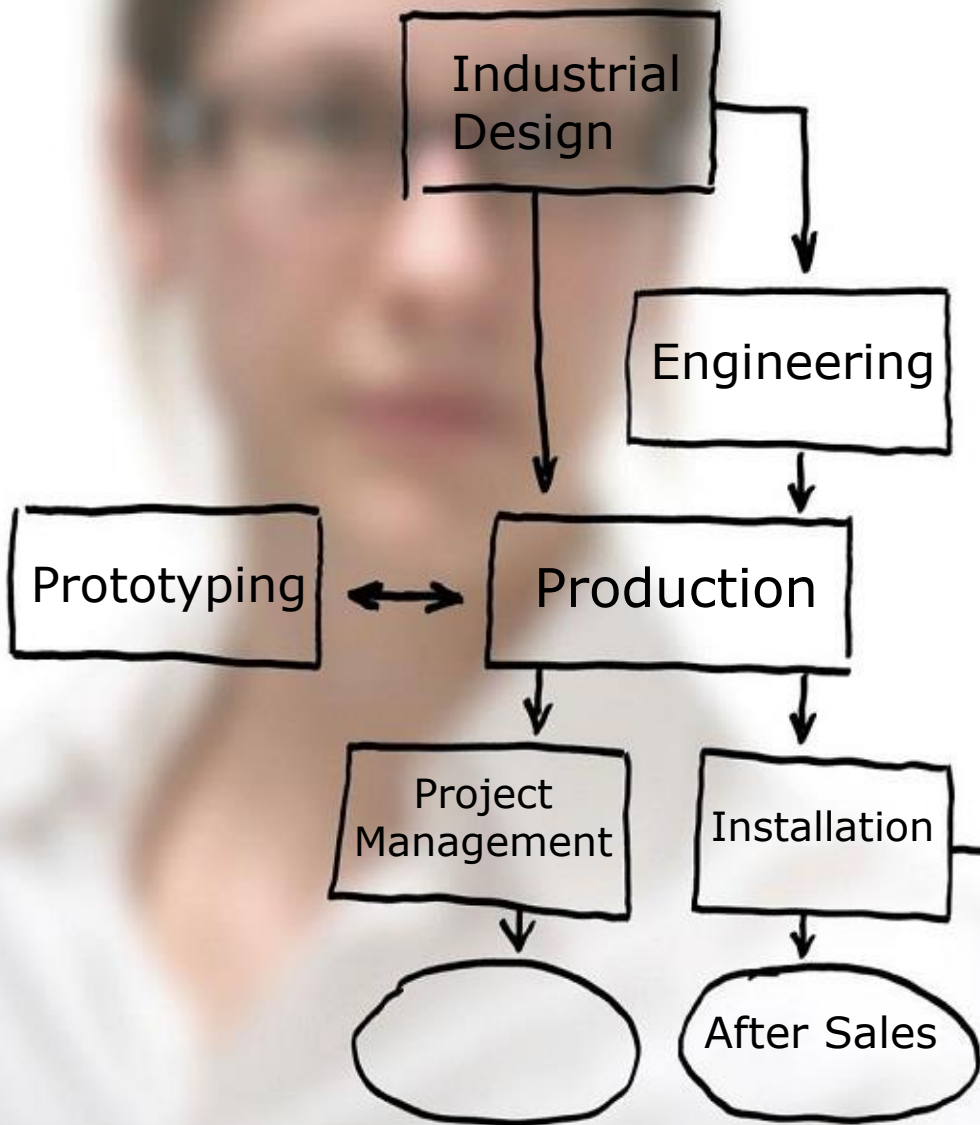 Industrial
Design
Engineering
Prototyping
Production
Project
Management
Installation
After Sales